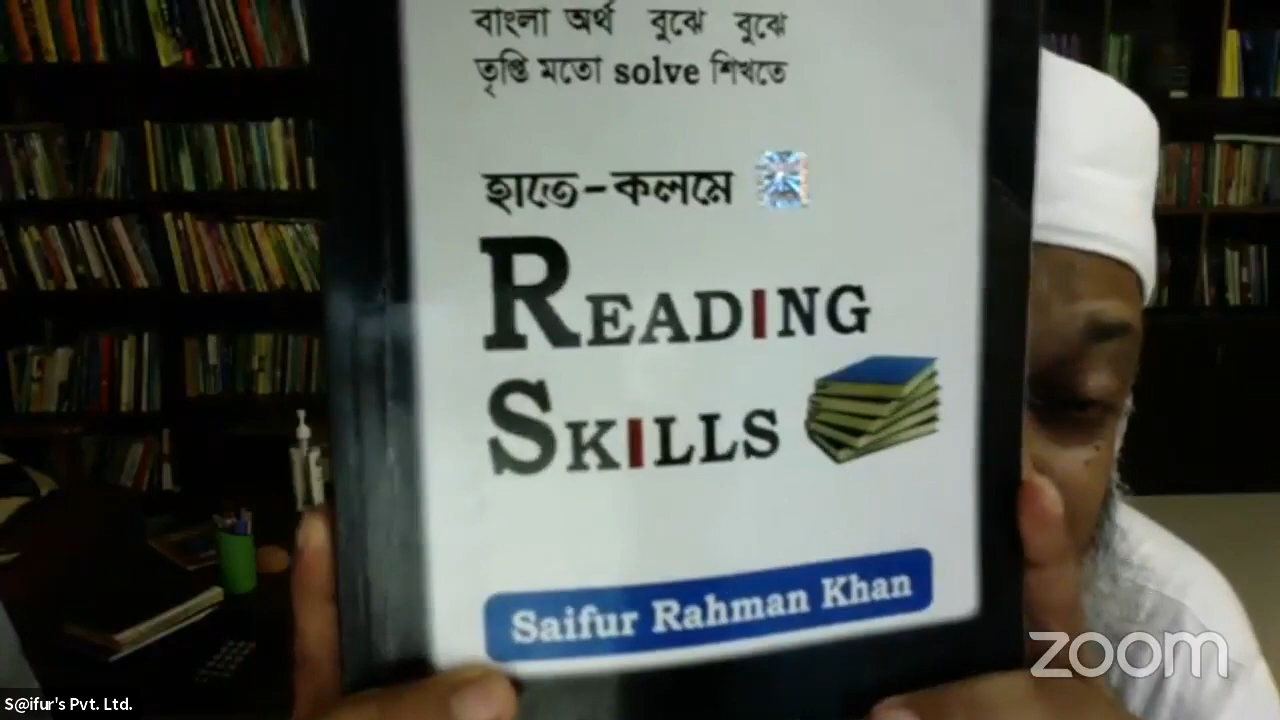 বাংলা অর্থ বুঝে বুঝে
তৃপ্তি মতো solve শিখতে
হাতে-কলমে
READING
SKILLS
Saifur Rahman Khan
zoom
S@ifur's Pvt. Ltd.